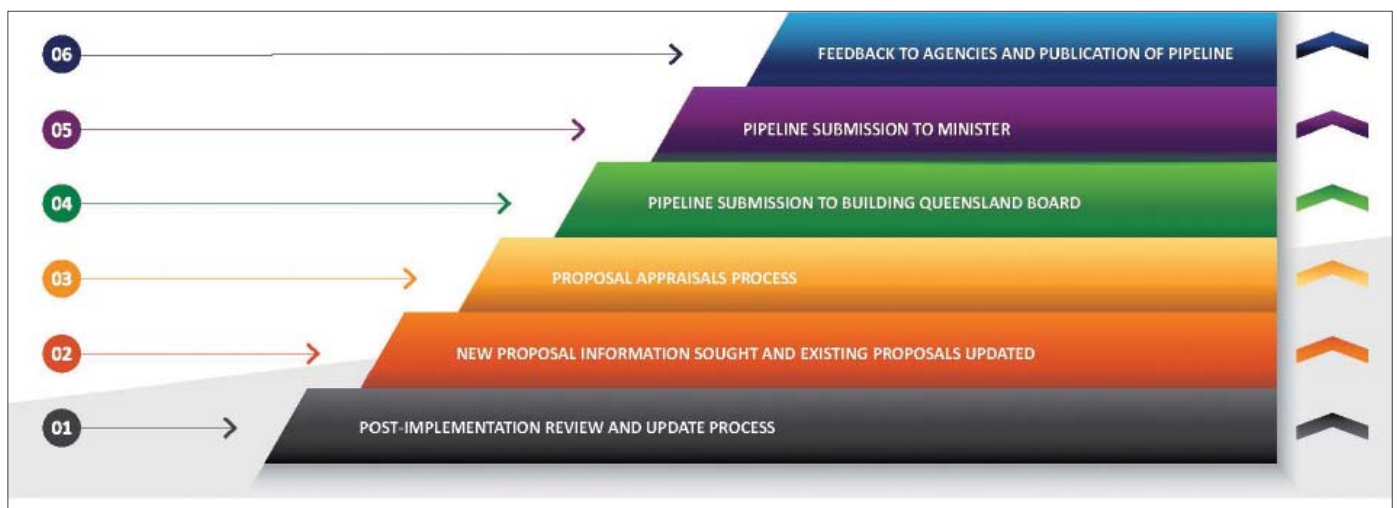 06
FEEDBACK TO AGENCIES AND PUBLICATION OF PIPELINE
05
PIPELINE SUBMISSION TO MINISTER
04
PIPELINE SUBMISSION TO BUILDING QUEENSLAND BOARD
03
PROPOSAL APPRAISALS PROCESS
02
NEW PROPOSAL INFORMATION SOUGHT AND EXISTING PROPOSALS UPDATED
01
POST-IMPLEMENTATION REVIEW AND UPDATE PROCESS